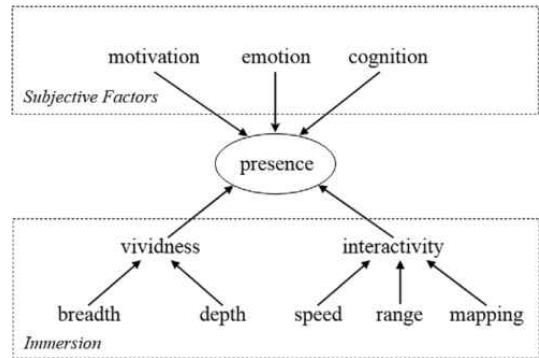 motivation emotion cognition
Subjective Factors
presence
vividness interactivity
breadth depth speed range mapping
Immersion